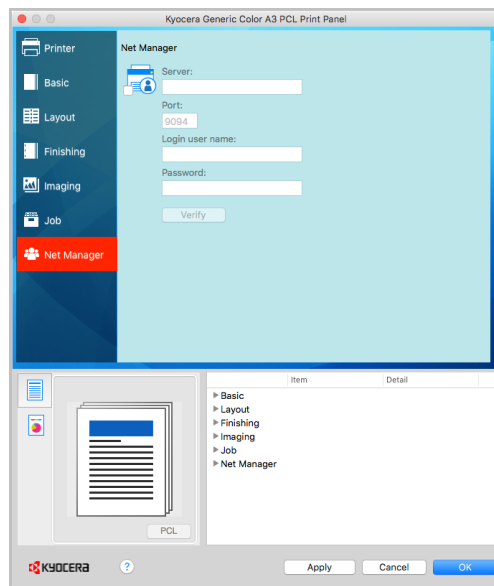 Kyocera Generic Color A3 PCL Print Panel
Printer
Basic
Layout
Finishing
Imaging
Job
Net Manager
Net Manager
Server:
Port:
9094
Login user name:
Password:
Verify
PCL
Item Detail
Basic
Layout
Finishing
Imaging
Job
Net Manager
KYOCERA
?
Apply Cancel OK